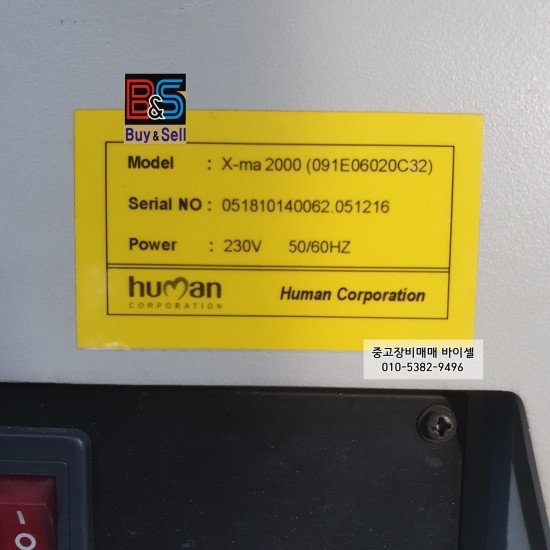 B&S
Buy & Sell
Model : X-ma 2000 (091E06020C32)
Serial NO : 051810140062.051216
Power : 230V 50/60HZ
human
CORPORATION
Human Corporation
중고장비매매 바이셀
010-5382-9496